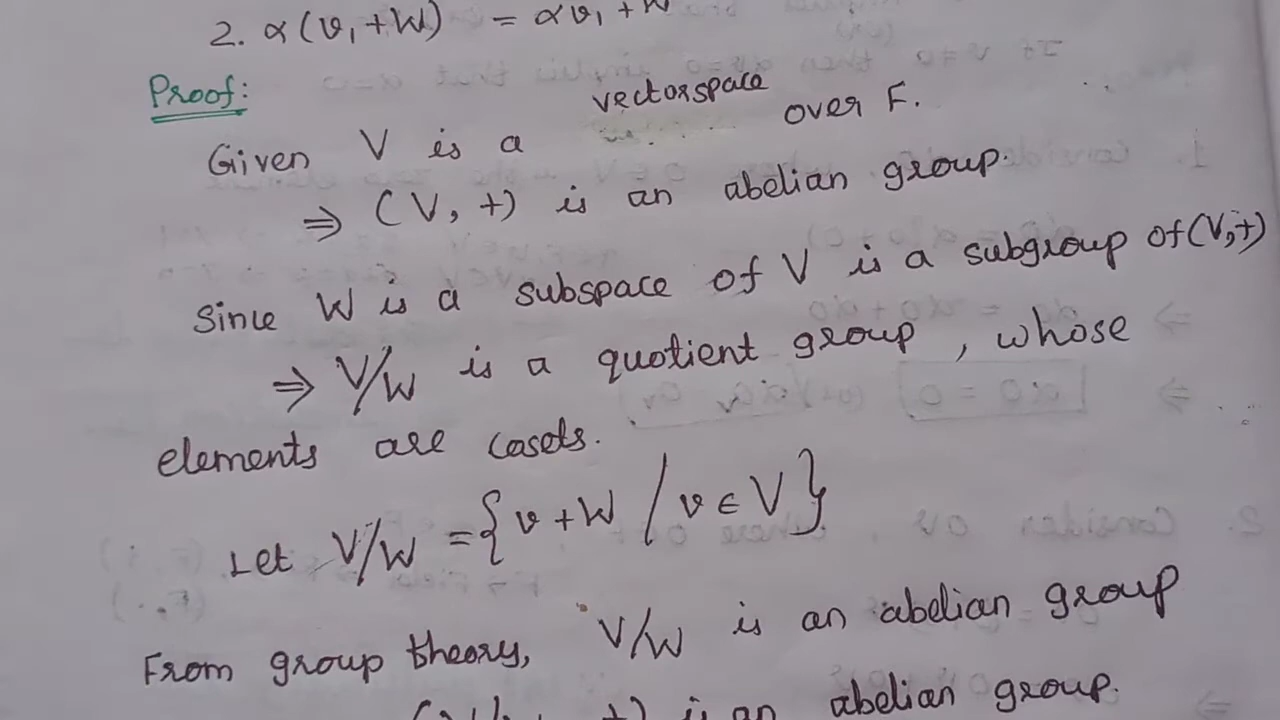 2. α(v₁+W) = αv₁+W
Proof:
Given V is a vectorspace over F.
⇒ (V, +) is an abelian group.
Since W is a subspace of V is a subgroup of (V,+)
⇒ V/W is a quotient group, whose
elements are casets.
Let V/W = {v+W / v ∈ V}
From group theory, V/W is an abelian group
+) is an abelian group.